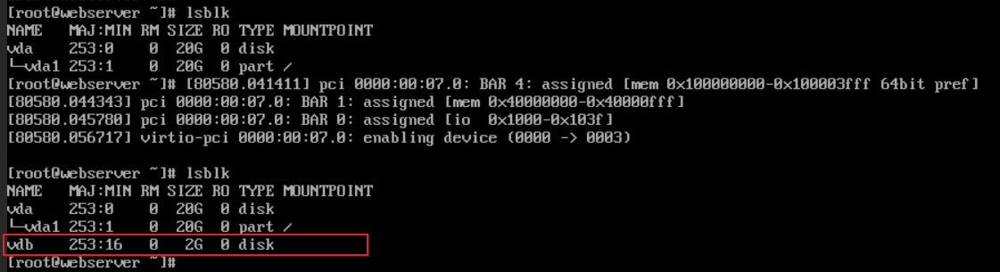 [root@webserver ~]# lsblk
NAME   MAJ:MIN RM SIZE RO TYPE MOUNTPOINT
vda    253:0    0  20G  0 disk
└─vda1 253:1    0  20G  0 part /
[root@webserver ~]# [80580.041411] pci 0000:00:07.0: BAR 4: assigned [mem 0x100000000-0x100003fff 64bit pref]
[80580.044343] pci 0000:00:07.0: BAR 1: assigned [mem 0x40000000-0x40000fff]
[80580.045780] pci 0000:00:07.0: BAR 0: assigned [io  0x1000-0x103f]
[80580.056717] virtio-pci 0000:00:07.0: enabling device (0000 -> 0003)
[root@webserver ~]# lsblk
NAME   MAJ:MIN RM SIZE RO TYPE MOUNTPOINT
vda    253:0    0  20G  0 disk
└─vda1 253:1    0  20G  0 part /
vdb    253:16   0   2G  0 disk
[root@webserver ~]#